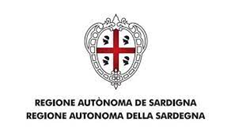 REGIONE AUTÒNOMA DE SARDIGNA
REGIONE AUTONOMA DELLA SARDEGNA